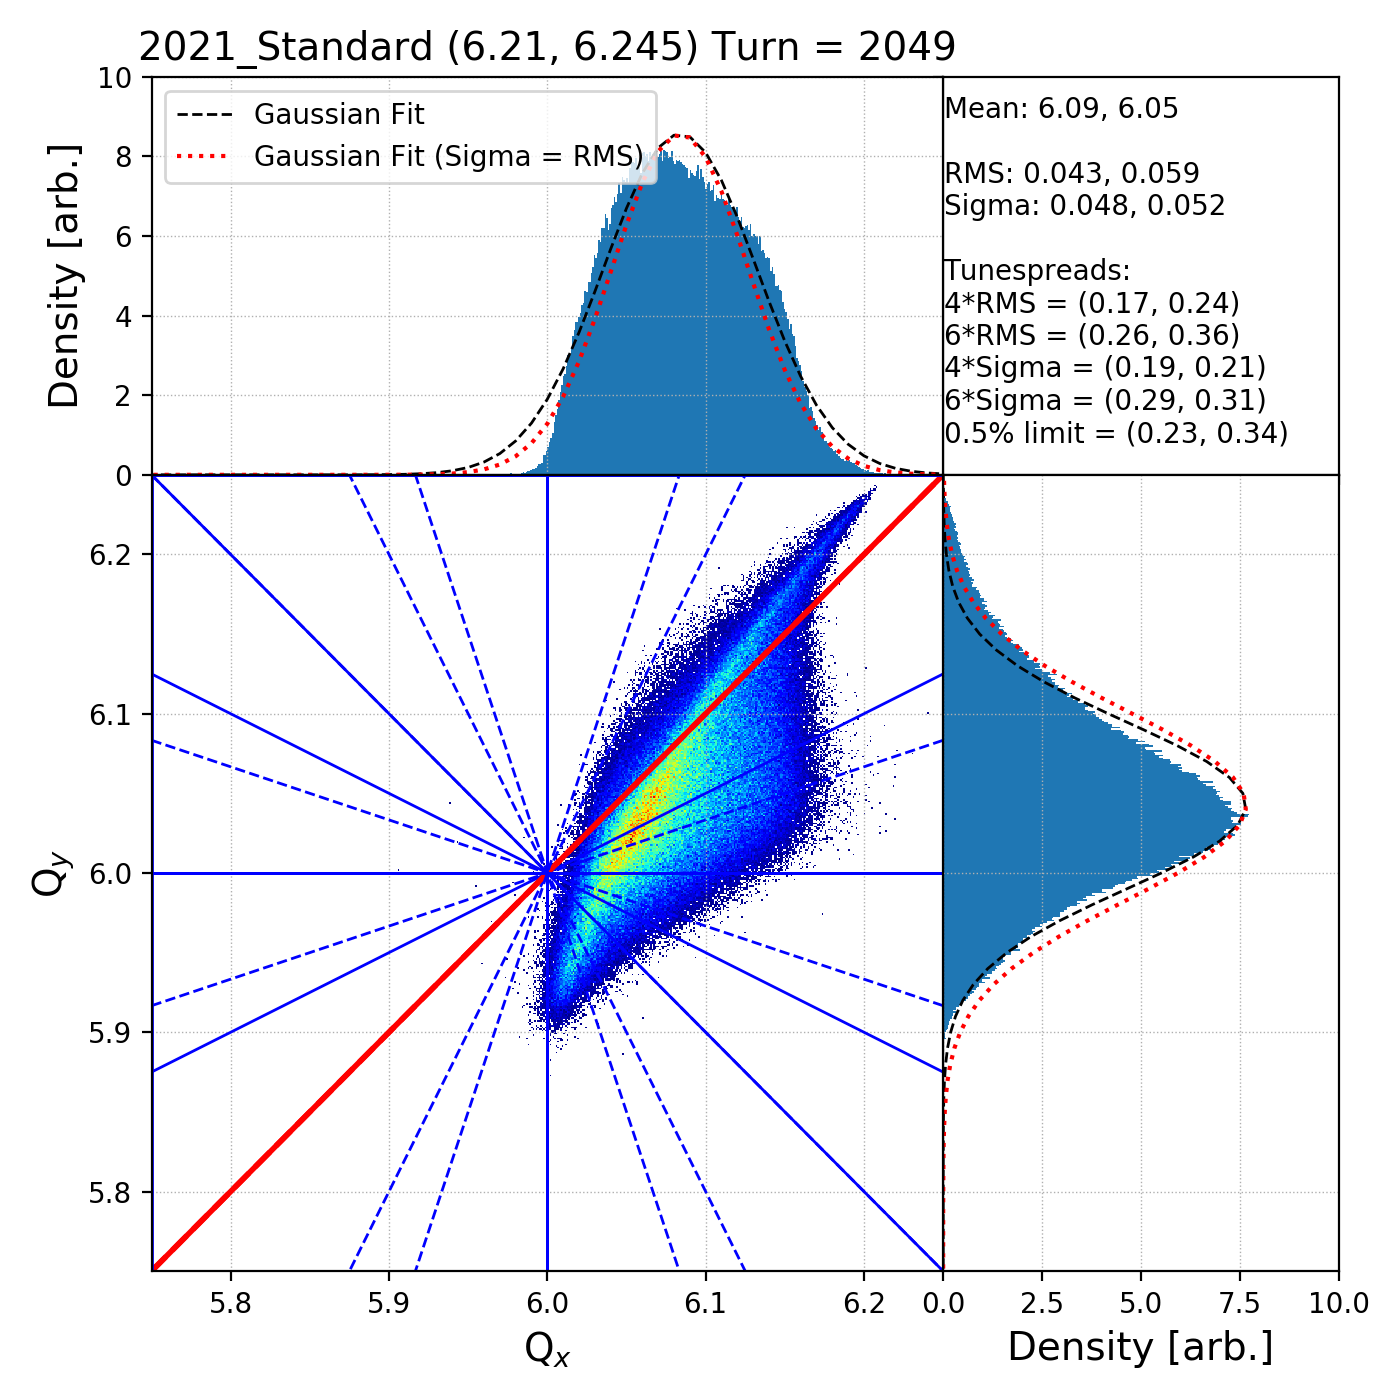 2021_Standard (6.21, 6.245) Turn = 2049
Density [arb.]
10
8
6
4
2
0
Gaussian Fit
Gaussian Fit (Sigma = RMS)
Mean: 6.09, 6.05
RMS: 0.043, 0.059
Sigma: 0.048, 0.052
Tunespreads:
4*RMS = (0.17, 0.24)
6*RMS = (0.26, 0.36)
4*Sigma = (0.19, 0.21)
6*Sigma = (0.29, 0.31)
0.5% limit = (0.23, 0.34)
Qy
6.2
6.1
6.0
5.9
5.8
5.8 5.9 6.0 6.1 6.2
Qx
0.0 2.5 5.0 7.5 10.0
Density [arb.]